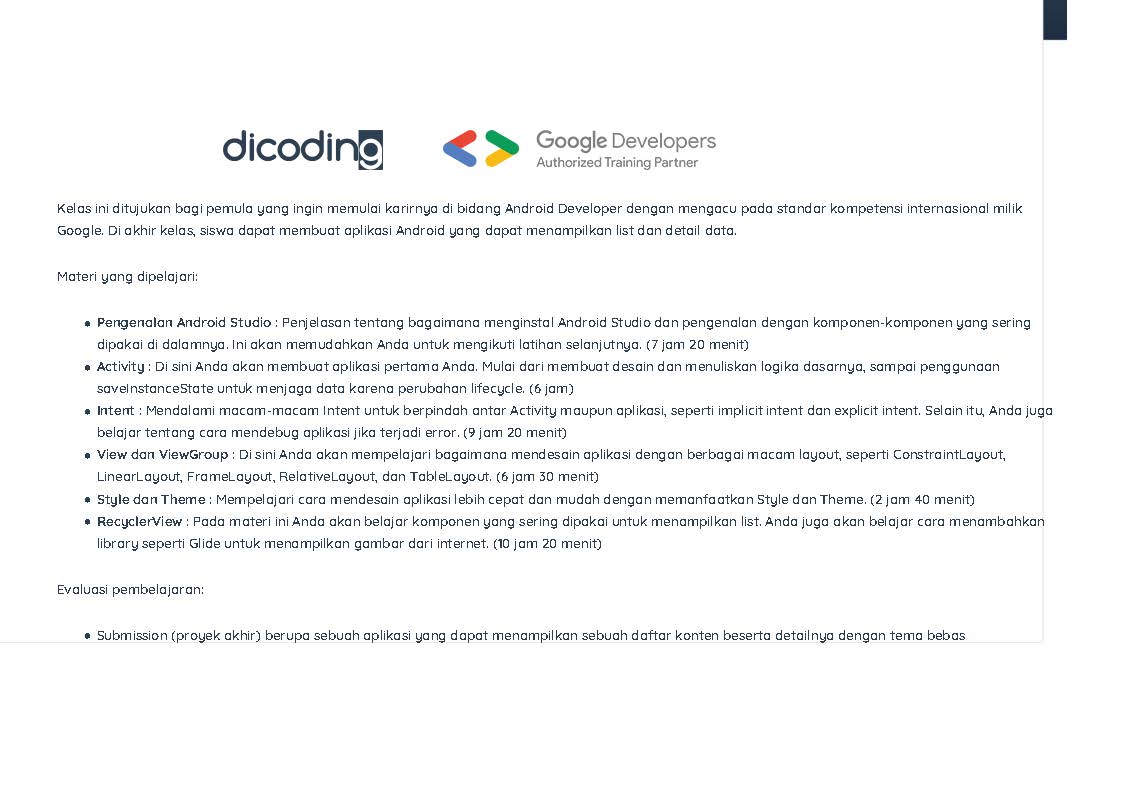 dicoding
Google Developers
Authorized Training Partner
Kelas ini ditujukan bagi pemula yang ingin memulai karirnya di bidang Android Developer dengan mengacu pada standar kompetensi internasional milik
Google. Di akhir kelas, siswa dapat membuat aplikasi Android yang dapat menampilkan list dan detail data.
Materi yang dipelajari:
• Pengenalan Android Studio : Penjelasan tentang bagaimana menginstal Android Studio dan pengenalan dengan komponen-komponen yang sering
dipakai di dalamnya. Ini akan memudahkan Anda untuk mengikuti latihan selanjutnya. (7 jam 20 menit)
• Activity : Di sini Anda akan membuat aplikasi pertama Anda. Mulai dari membuat desain dan menuliskan logika dasarnya, sampai penggunaan
saveInstanceState untuk menjaga data karena perubahan lifecycle. (6 jam)
• Intent : Mendalami macam-macam Intent untuk berpindah antar Activity maupun aplikasi, seperti implicit intent dan explicit intent. Selain itu, Anda juga
belajar tentang cara mendebug aplikasi jika terjadi error. (9 jam 20 menit)
• View dan ViewGroup : Di sini Anda akan mempelajari bagaimana mendesain aplikasi dengan berbagai macam layout, seperti ConstraintLayout,
LinearLayout, FrameLayout, RelativeLayout, dan TableLayout. (6 jam 30 menit)
• Style dan Theme : Mempelajari cara mendesain aplikasi lebih cepat dan mudah dengan memanfaatkan Style dan Theme. (2 jam 40 menit)
• RecyclerView : Pada materi ini Anda akan belajar komponen yang sering dipakai untuk menampilkan list. Anda juga akan belajar cara menambahkan
library seperti Glide untuk menampilkan gambar dari internet. (10 jam 20 menit)
Evaluasi pembelajaran:
• Submission (proyek akhir) berupa sebuah aplikasi yang dapat menampilkan sebuah daftar konten beserta detailnya dengan tema bebas